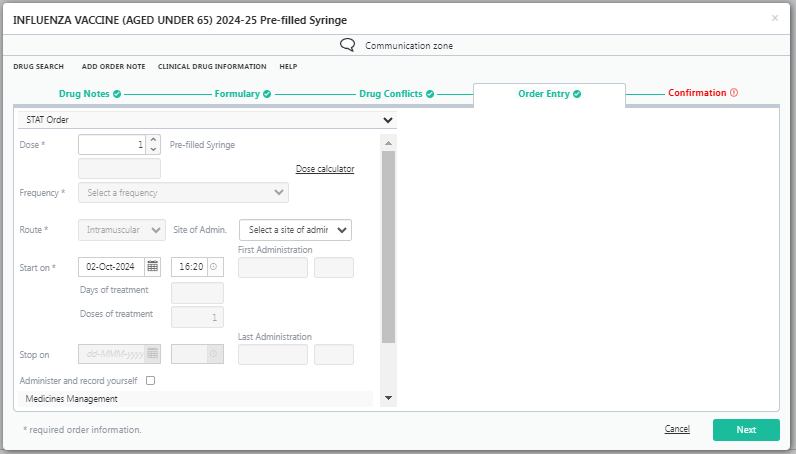 INFLUENZA VACCINE (AGED UNDER 65) 2024-25 Pre-filled Syringe
Communication zone
DRUG SEARCH ADD ORDER NOTE CLINICAL DRUG INFORMATION HELP
Drug Notes Formulary Drug Conflicts Order Entry Confirmation
STAT Order
Dose * 1 Pre-filled Syringe
Dose calculator
Frequency * Select a frequency
Route * Intramuscular Site of Admin. Select a site of admir
First Administration
Start on * 02-Oct-2024 16:20
Days of treatment
Doses of treatment 1
Last Administration
Stop on dd-MMM-yyyy
Administer and record yourself
Medicines Management
* required order information.
Cancel Next